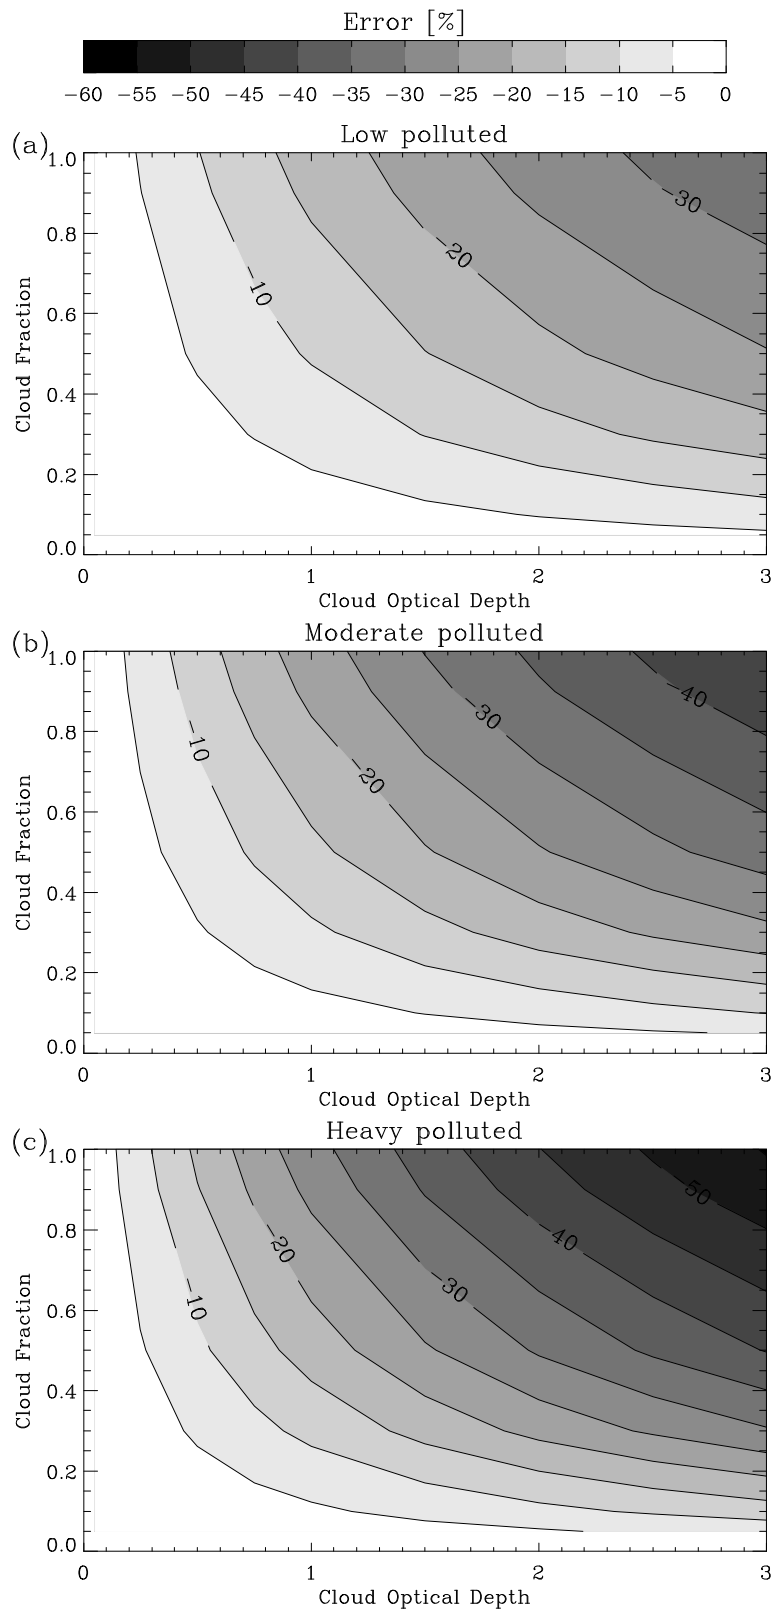 Error [%]
-60 -55 -50 -45 -40 -35 -30 -25 -20 -15 -10 -5 0
(a) Low polluted
1.0
-30
0.8
-20
-10
0.6
0.4
0.2
0.0
Cloud Fraction
0 1 2 3
Cloud Optical Depth
(b) Moderate polluted
1.0
-40
-30
0.8
-10
-20
0.6
0.4
0.2
0.0
Cloud Fraction
0 1 2 3
Cloud Optical Depth
(c) Heavy polluted
1.0
-50
0.8
-20
-40
-30
0.6
-10
0.4
0.2
0.0
Cloud Fraction
0 1 2 3
Cloud Optical Depth